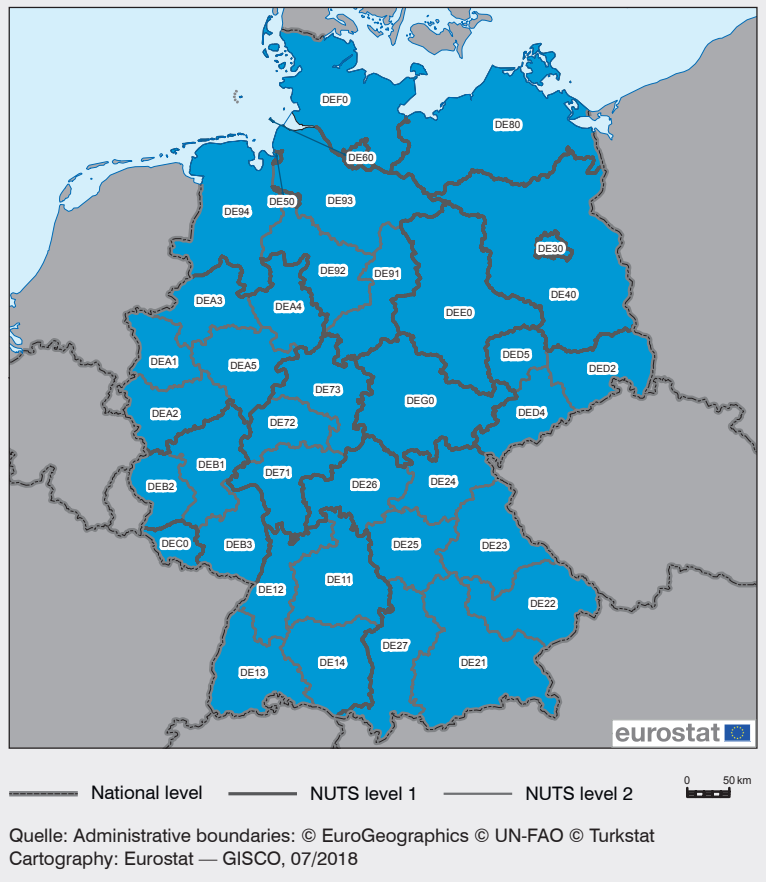 DEF0
DE80
DE60
DE50
DE93
DE94
DE30
DE92
DE91
DE40
DEA3
DEA4
DEE0
DED5
DEA1
DEA5
DED2
DE73
DEG0
DEA2
DED4
DE72
DEB1
DE71
DEB2
DE26
DE24
DEC0
DEB3
DE25
DE23
DE12
DE11
DE22
DE27
DE14
DE21
DE13
eurostat
National level NUTS level 1 NUTS level 2 0 50 km
Quelle: Administrative boundaries: © EuroGeographics © UN-FAO © Turkstat
Cartography: Eurostat — GISCO, 07/2018